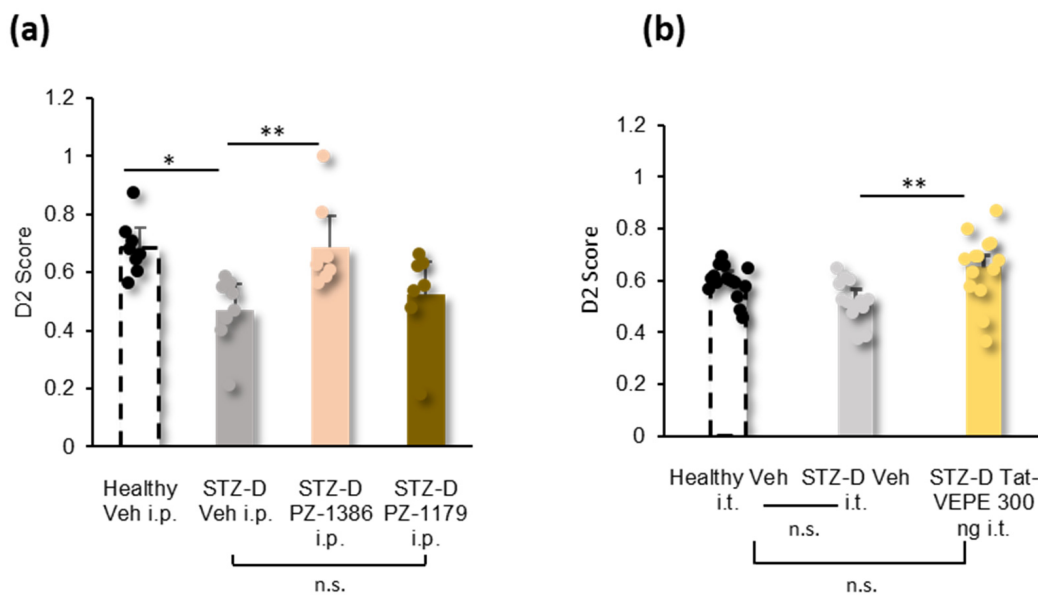 (a)
(b)
D2 Score
1.2
1
0.8
0.6
0.4
0.2
0
*
**
Healthy
Veh i.p.
STZ-D
Veh i.p.
STZ-D
PZ-1386
i.p.
STZ-D
PZ-1179
i.p.
n.s.
D2 Score
1.2
1
0.8
0.6
0.4
0.2
0
**
Healthy Veh
i.t.
STZ-D Veh
i.t.
STZ-D Tat-
VEPE 300
ng i.t.
n.s.
n.s.